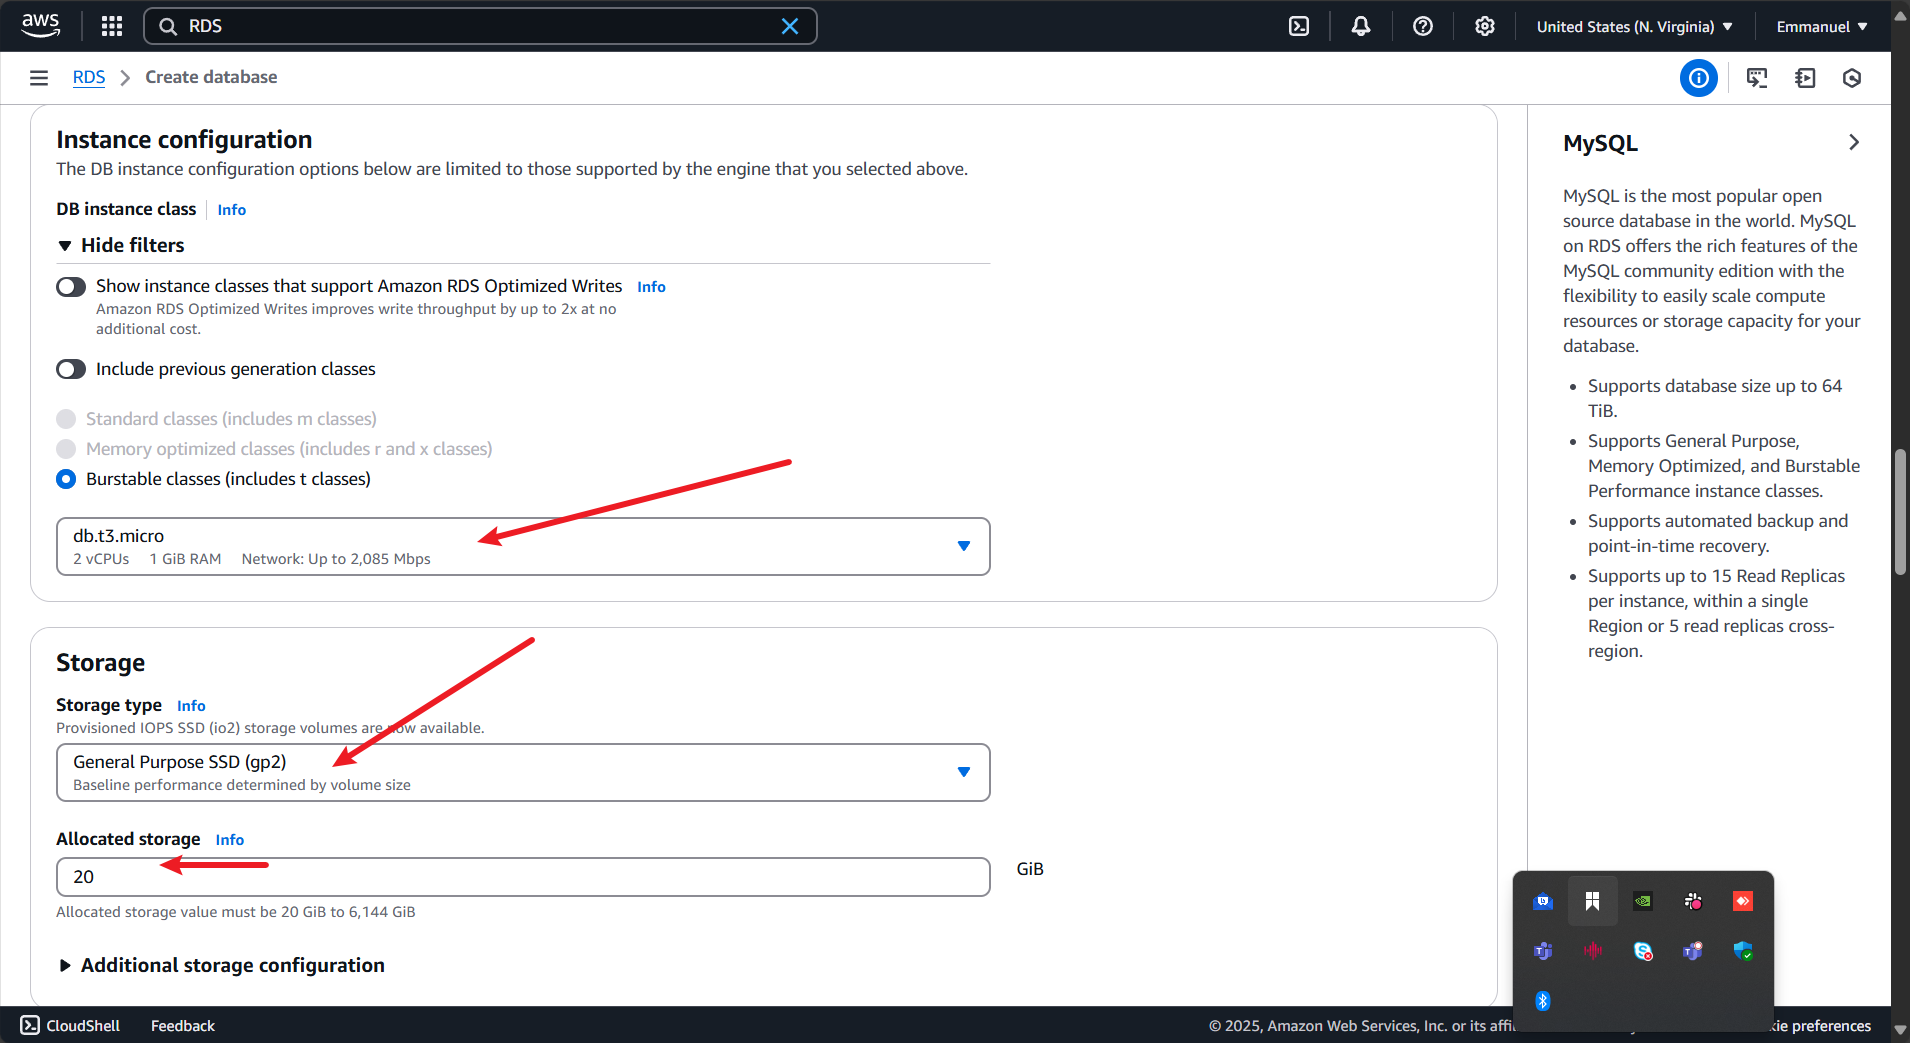 aws
RDS
United States (N. Virginia)
Emmanuel
RDS
Create database
Instance configuration
The DB instance configuration options below are limited to those supported by the engine that you selected above.
DB instance class
Info
Hide filters
Show instance classes that support Amazon RDS Optimized Writes
Info
Amazon RDS Optimized Writes improves write throughput by up to 2x at no
additional cost.
Include previous generation classes
Standard classes (includes m classes)
Memory optimized classes (includes r and x classes)
Burstable classes (includes t classes)
db.t3.micro
2 vCPUs 1 GiB RAM Network: Up to 2,085 Mbps
Storage
Storage type
Info
Provisioned IOPS SSD (io2) storage volumes are now available.
General Purpose SSD (gp2)
Baseline performance determined by volume size
Allocated storage
Info
20
GiB
Allocated storage value must be 20 GiB to 6,144 GiB
Additional storage configuration
MySQL
MySQL is the most popular open
source database in the world. MySQL
on RDS offers the rich features of the
MySQL community edition with the
flexibility to easily scale compute
resources or storage capacity for your
database.
Supports database size up to 64
TiB.
Supports General Purpose,
Memory Optimized, and Burstable
Performance instance classes.
Supports automated backup and
point-in-time recovery.
Supports up to 15 Read Replicas
per instance, within a single
Region or 5 read replicas cross-
region.
CloudShell
Feedback
© 2025, Amazon Web Services, Inc. or its
preferences